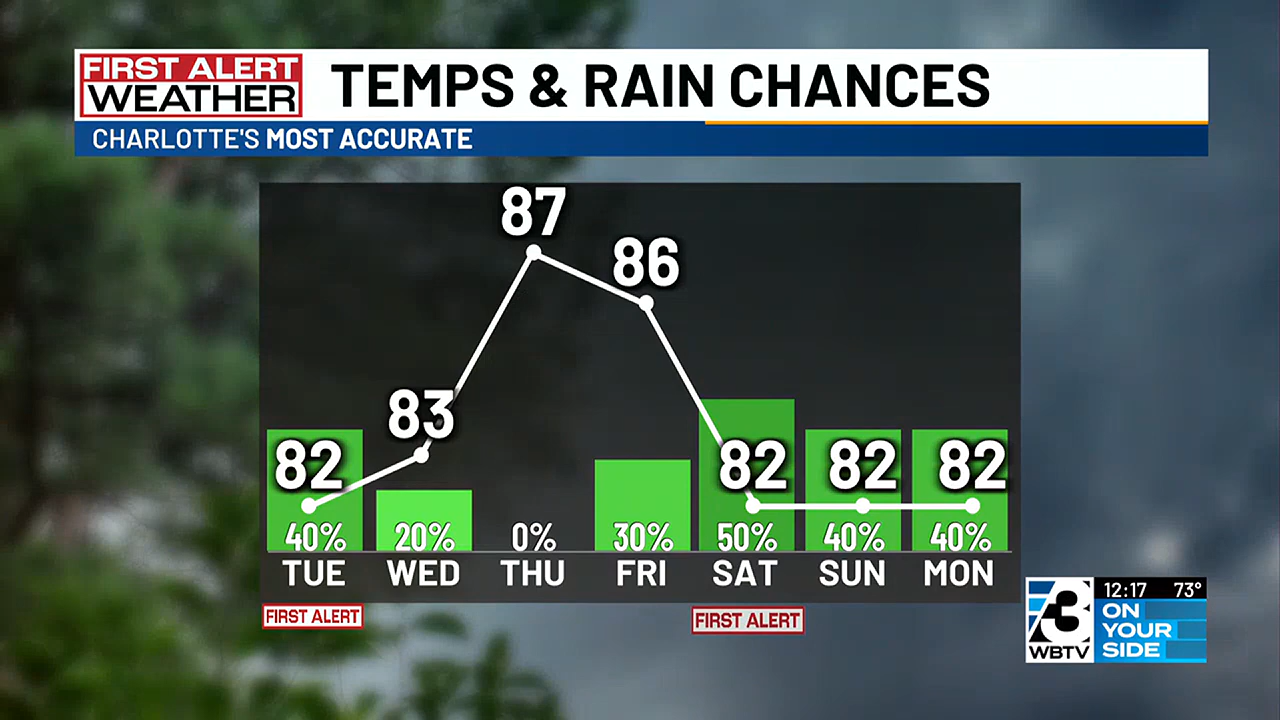 FIRST ALERT
WEATHER
TEMPS & RAIN CHANCES
CHARLOTTE'S MOST ACCURATE
87
86
83
82
82
82
82
40%
20%
0%
30%
50%
40%
40%
TUE
WED
THU
FRI
SAT
SUN
MON
FIRST ALERT
FIRST ALERT
3
WBTV
12:17 73°
ON
YOUR
SIDE